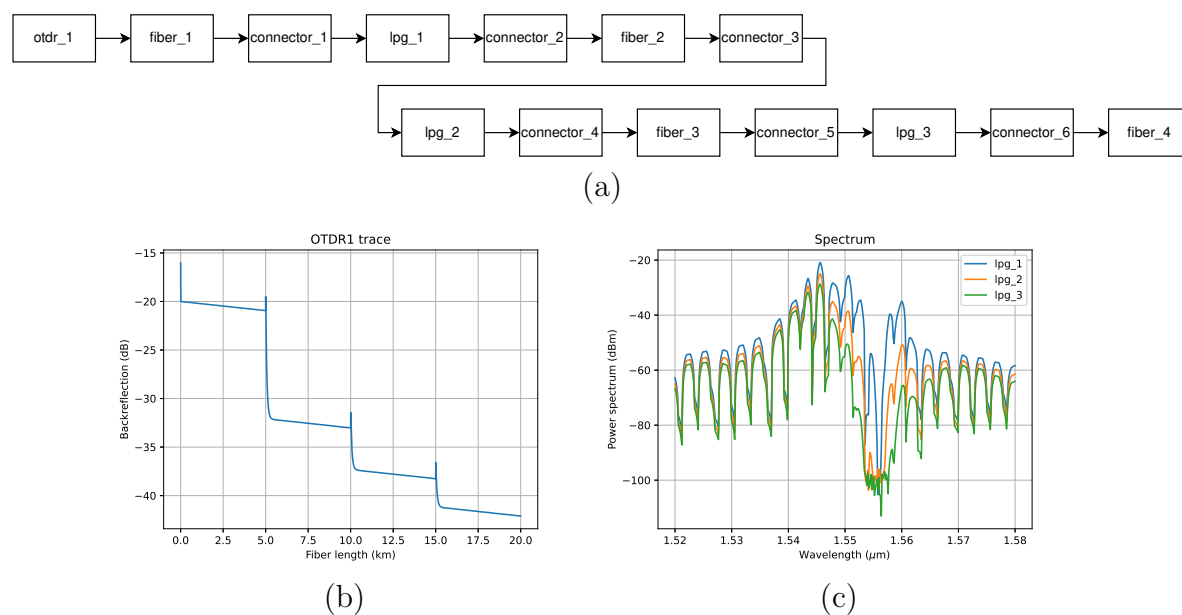 otdr_1 fiber_1 connector_1 lpg_1 connector_2 fiber_2 connector_3
lpg_2 connector_4 fiber_3 connector_5 lpg_3 connector_6 fiber_4
(a)
OTDR1 trace
Backreflection (dB)
−15
−20
−25
−30
−35
−40
0.0 2.5 5.0 7.5 10.0 12.5 15.0 17.5 20.0
Fiber length (km)
(b)
Spectrum
Power spectrum (dBm)
−20
−40
−60
−80
−100
lpg_1
lpg_2
lpg_3
1.52 1.53 1.54 1.55 1.56 1.57 1.58
Wavelength (μm)
(c)